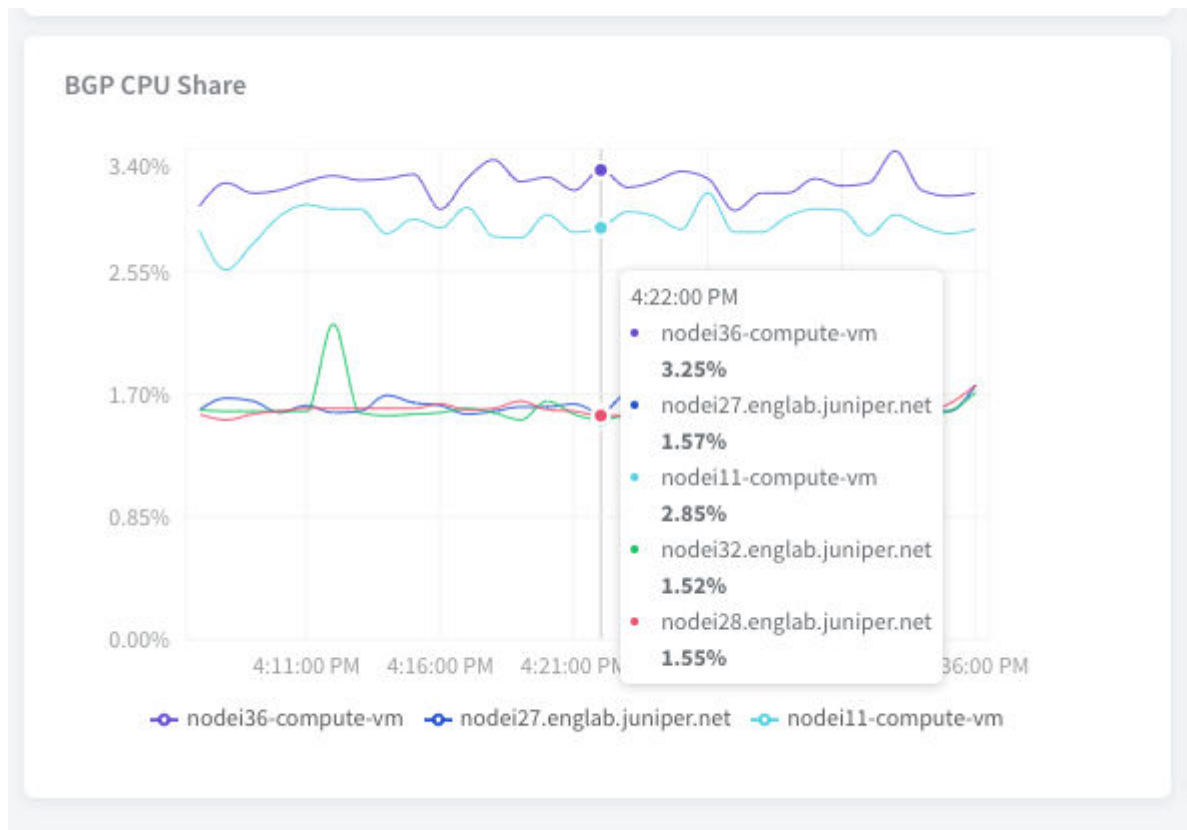 BGP CPU Share
3.40%
2.55%
1.70%
0.85%
0.00%
4:22:00 PM
nodei36-compute-vm
3.25%
nodei27.englab.juniper.net
1.57%
nodei11-compute-vm
2.85%
nodei32.englab.juniper.net
1.52%
nodei28.englab.juniper.net
1.55%
4:11:00 PM 4:16:00 PM 4:21:00 PM 36:00 PM
nodei36-compute-vm nodei27.englab.juniper.net nodei11-compute-vm